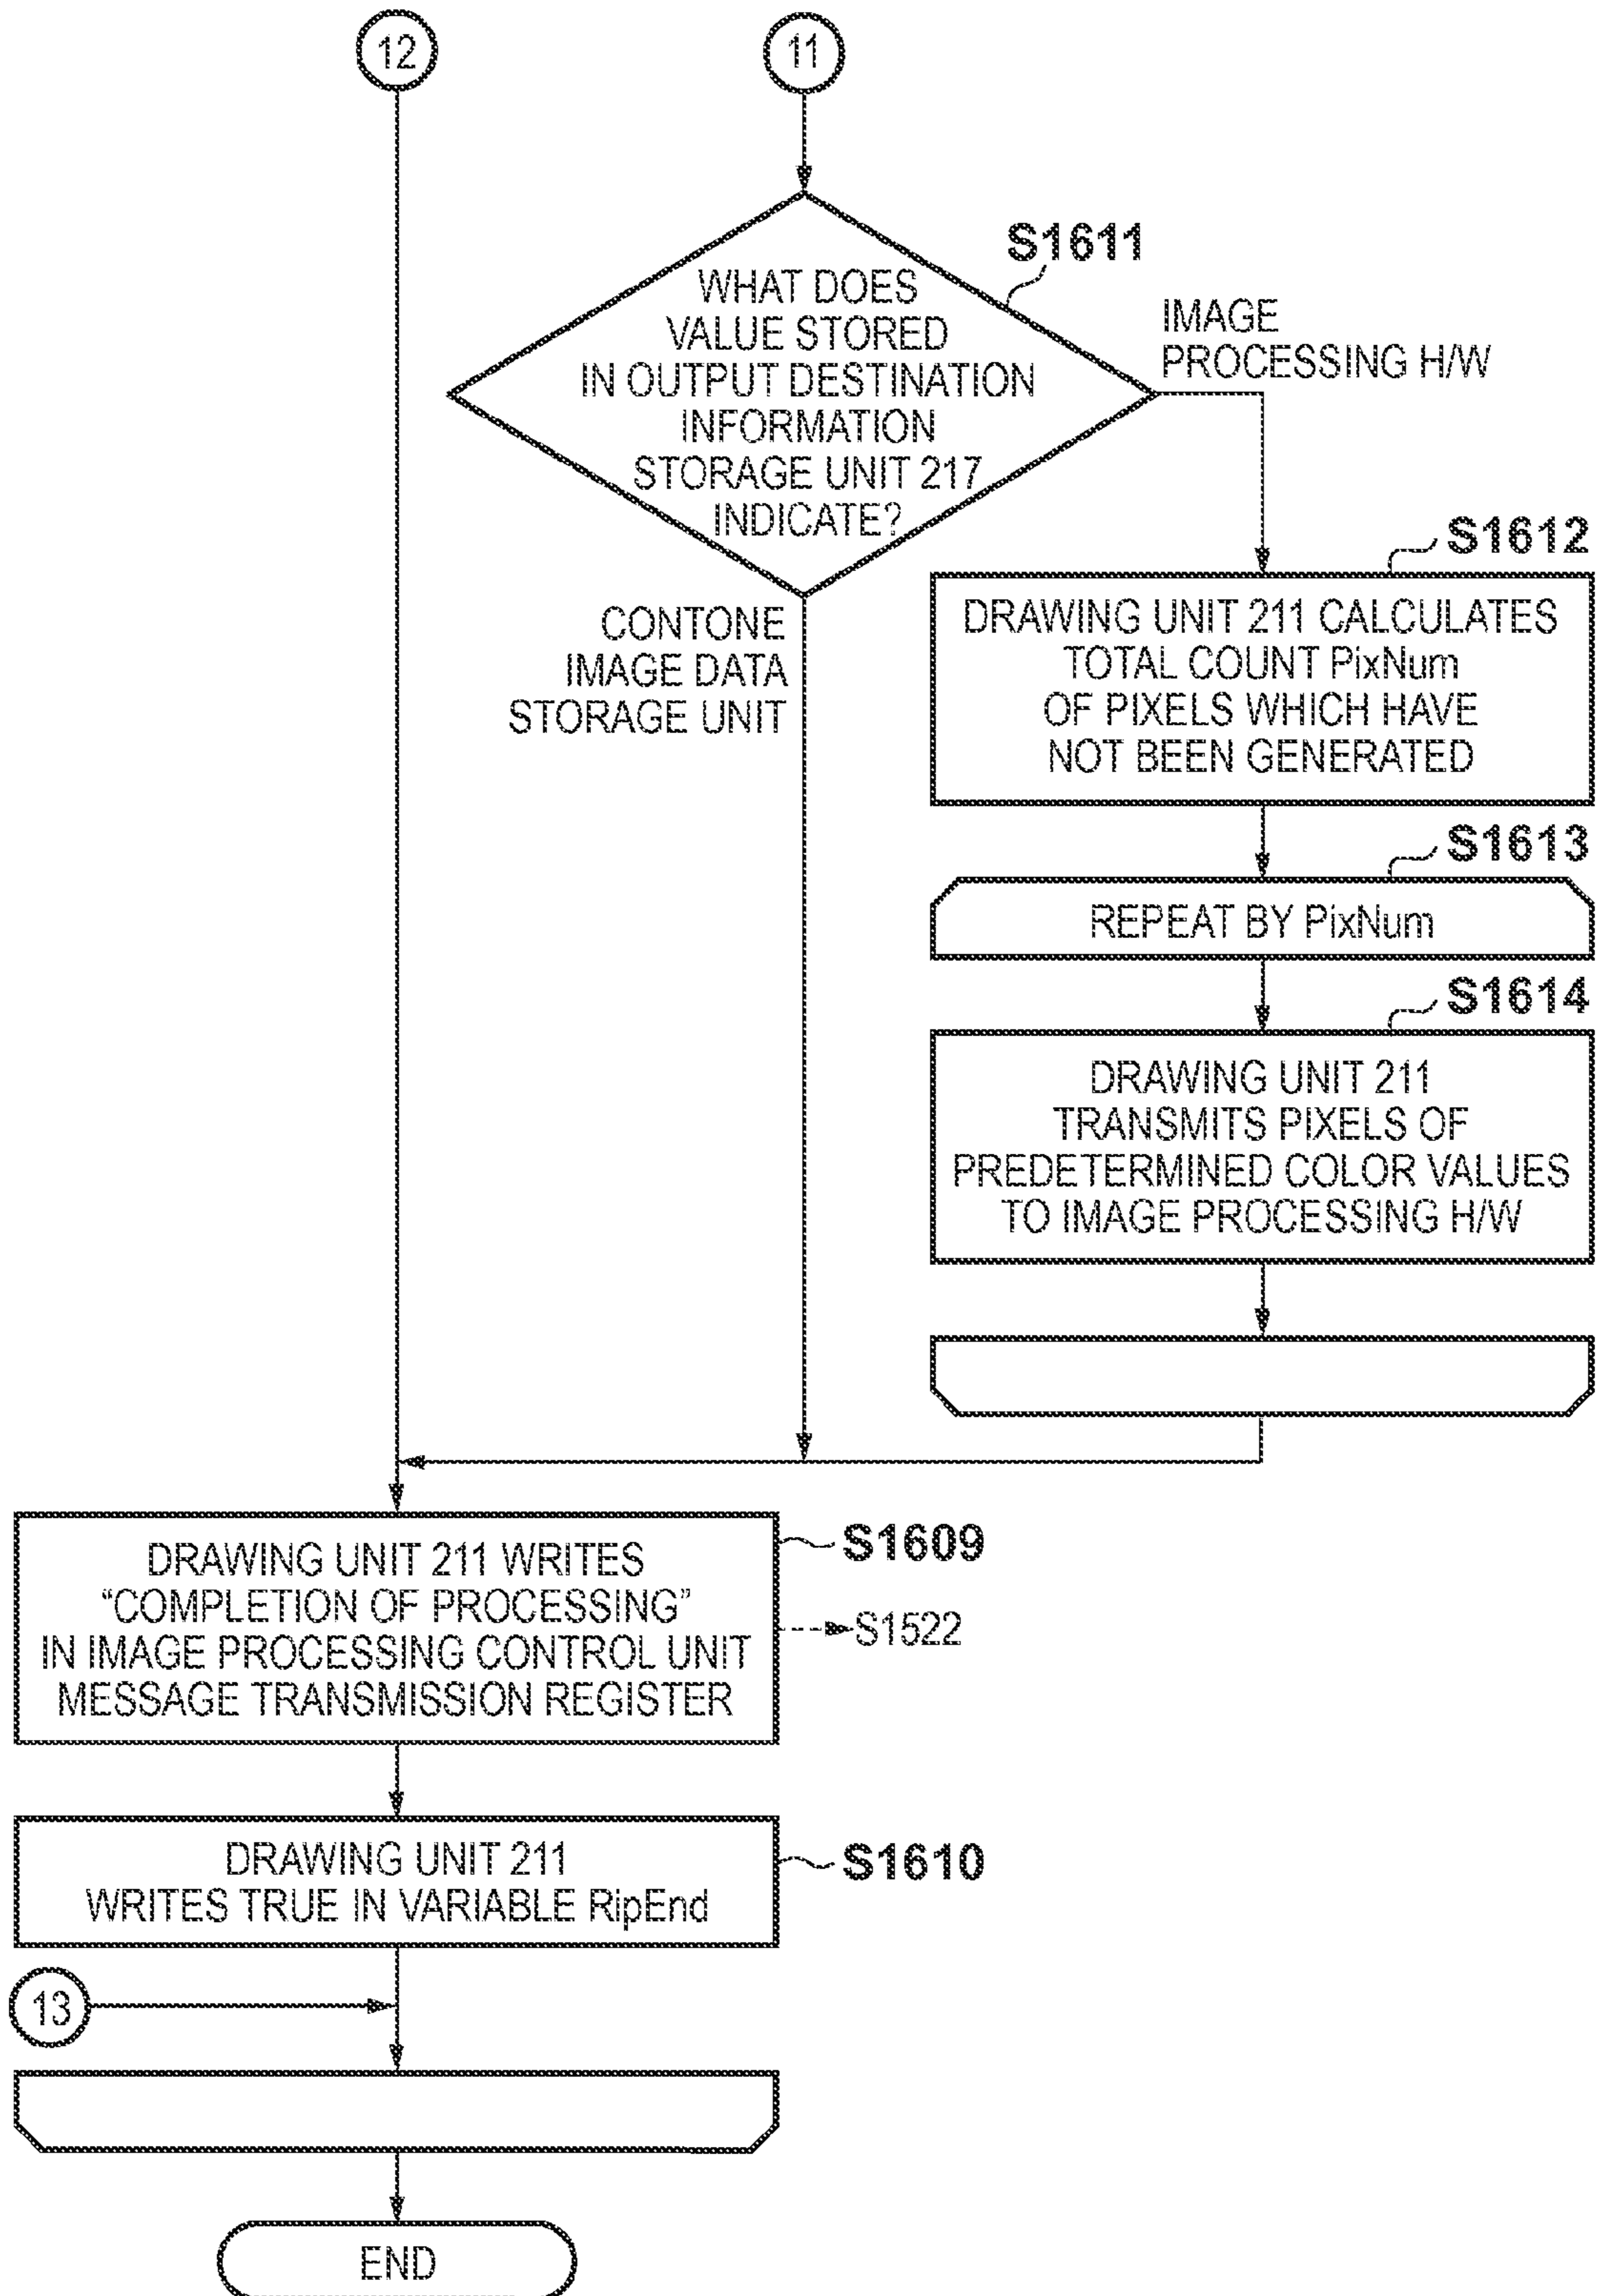 12
11
S1611
WHAT DOES
VALUE STORED
IN OUTPUT DESTINATION
INFORMATION
STORAGE UNIT 217
INDICATE?
IMAGE
PROCESSING H/W
CONTONE
IMAGE DATA
STORAGE UNIT
S1612
DRAWING UNIT 211 CALCULATES
TOTAL COUNT PixNum
OF PIXELS WHICH HAVE
NOT BEEN GENERATED
S1613
REPEAT BY PixNum
S1614
DRAWING UNIT 211
TRANSMITS PIXELS OF
PREDETERMINED COLOR VALUES
TO IMAGE PROCESSING H/W
DRAWING UNIT 211 WRITES
“COMPLETION OF PROCESSING”
IN IMAGE PROCESSING CONTROL UNIT
MESSAGE TRANSMISSION REGISTER
S1609
S1522
DRAWING UNIT 211
WRITES TRUE IN VARIABLE RipEnd
S1610
13
END